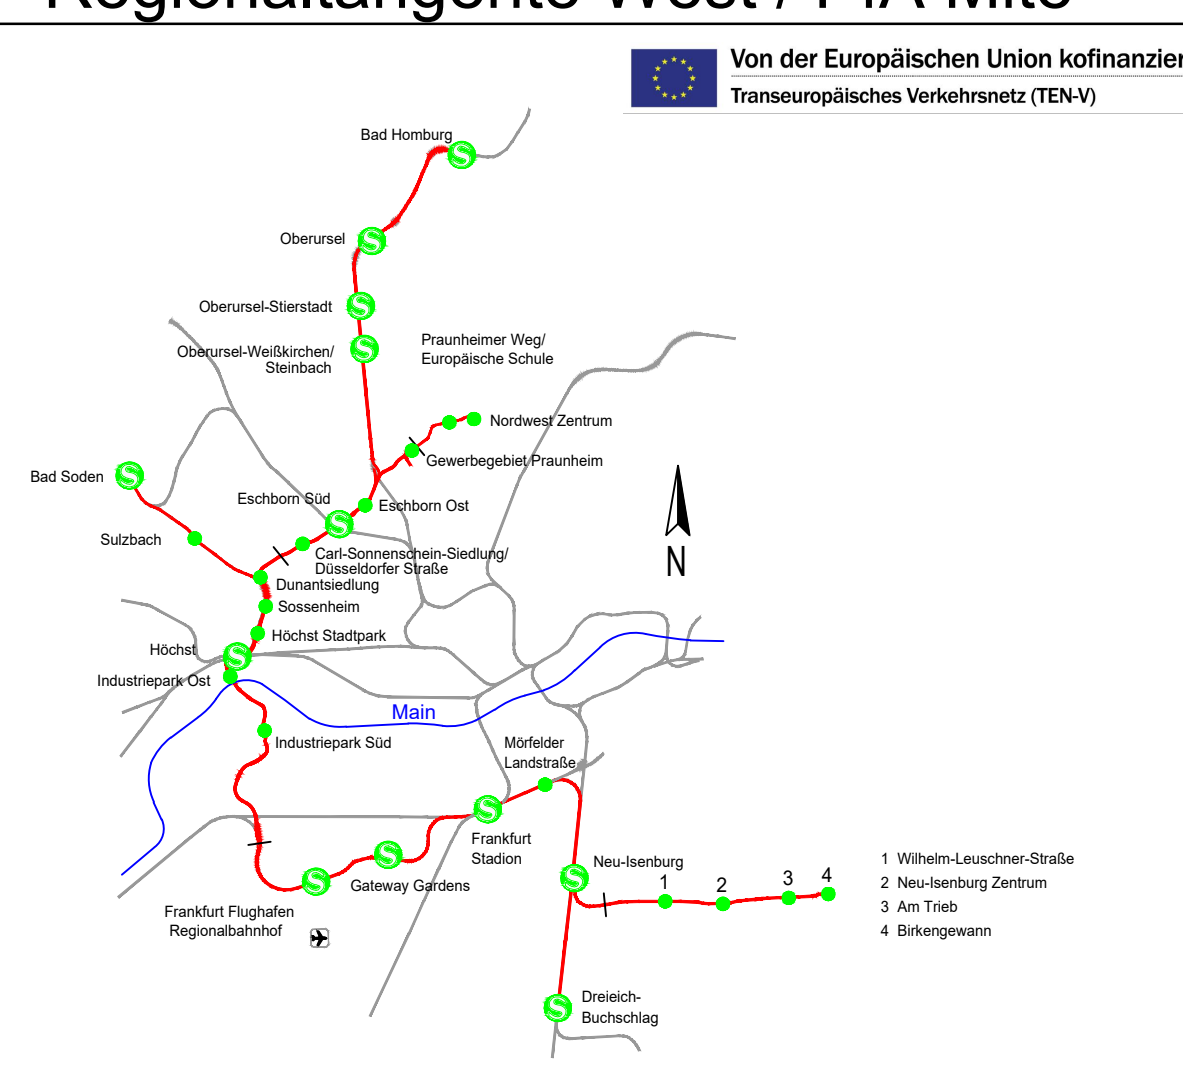 Regionaltangente West /
Von der Europäischen Union kofinanzier
Transeuropäisches Verkehrsnetz (TEN-V)
Bad Homburg
S
Oberursel
S
Oberursel-Stierstadt
S
Oberursel-Weißkirchen/
Steinbach
S
Praunheimer Weg/
Europäische Schule
Nordwest Zentrum
Gewerbegebiet Praunheim
Bad Soden
S
Eschborn Süd
S
Eschborn Ost
Sulzbach
Carl-Sonnenschein-Siedlung/
Düsseldorfer Straße
Dunantsiedlung
Sossenheim
Höchst Stadtpark
Höchst
S
Industriepark Ost
N
Main
Industriepark Süd
Mörfelder
Landstraße
S
Frankfurt
Stadion
S
Gateway Gardens
S
Frankfurt Flughafen
Regionalbahnhof
Neu-Isenburg
S
1
2
3
4
1 Wilhelm-Leuschner-Straße
2 Neu-Isenburg Zentrum
3 Am Trieb
4 Birkengewann
S
Dreieich-
Buchschlag